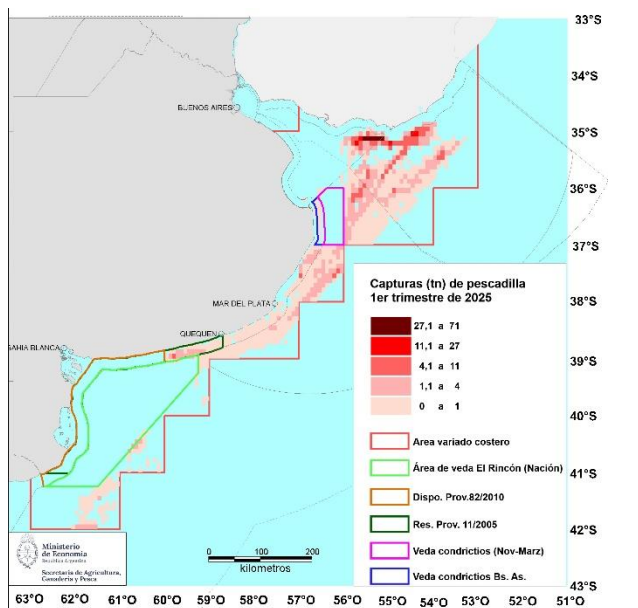 33°S
34°S
BUENOS AIRES
35°S
36°S
37°S
Capturas (tn) de pescadilla
1er trimestre de 2025
MAR DEL PLATA
38°S
27,1 a 71
QUEQUEN
11,1 a 27
AHIA BLANCA
39°S
4,1 a 11
1,1 a 4
40°S
0 a 1
Area variado costero
Área de veda El Rincón (Nación)
41°S
Dispo. Prov.82/2010
Res. Prov. 11/2005
42°S
Ministerio
de Economía
República Argentina
Secretaría de Agricultura,
Ganadería y Pesca
Veda condrictios (Nov-Marz)
0 100 200
kilometros
Veda condrictios Bs. As.
43°S
63°O 62°O 61°O 60°O 59°O 58°O 57°O 56°O 55°O 54°O 53°O 52°O 51°O